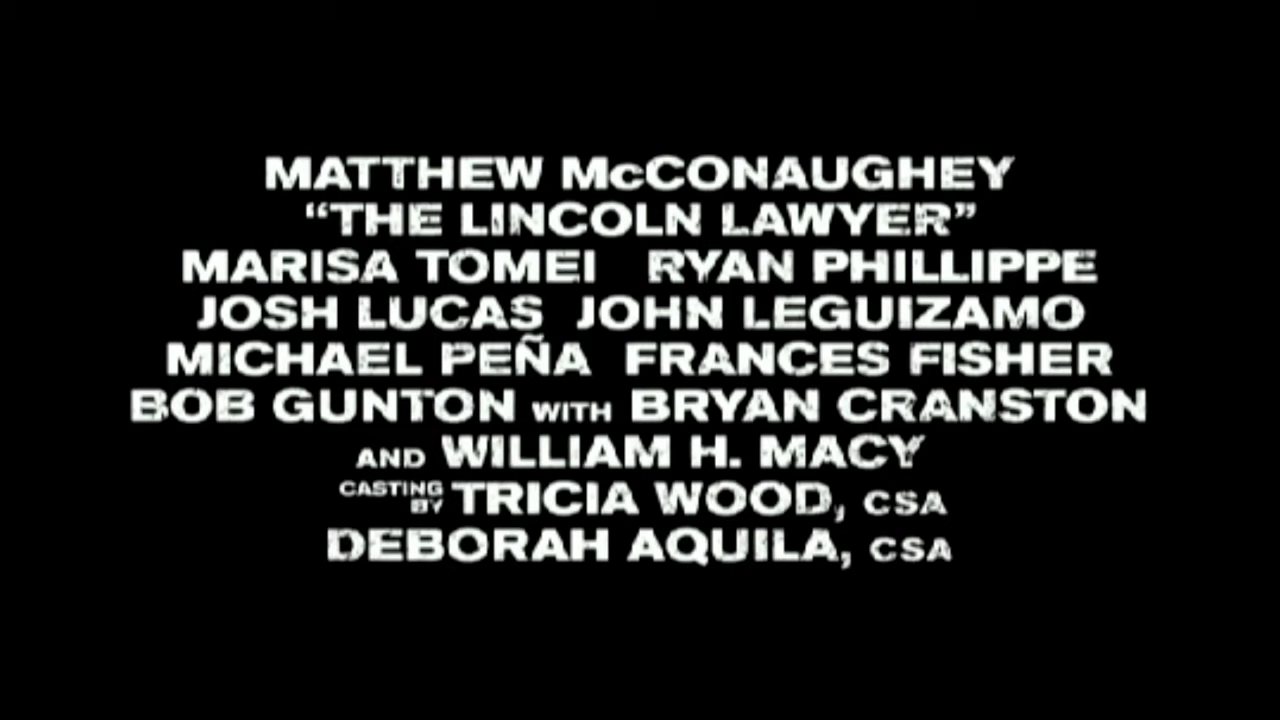 MATTHEW McCONAUGHEY
“THE LINCOLN LAWYER”
MARISA TOMEI RYAN PHILLIPPE
JOSH LUCAS JOHN LEGUIZAMO
MICHAEL PEÑA FRANCES FISHER
BOB GUNTON WITH BRYAN CRANSTON
AND WILLIAM H. MACY
CASTING BY TRICIA WOOD, CSA
DEBORAH AQUILA, CSA